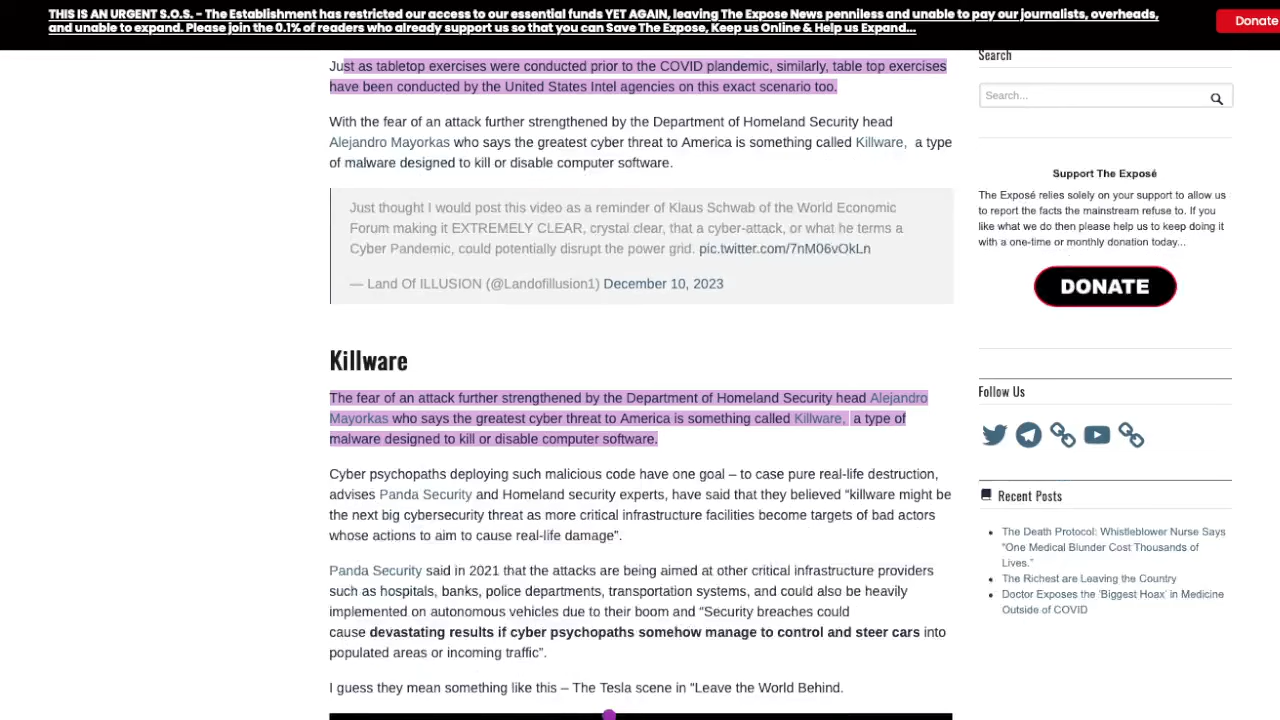 THIS IS AN URGENT S.O.S. - The Establishment has restricted our access to our essential funds YET AGAIN, leaving The Expose News penniless and unable to pay our journalists, overheads,
and unable to expand. Please join the 0.1% of readers who already support us so that you can Save The Expose, Keep us Online & Help us Expand...
Donate
Just as tabletop exercises were conducted prior to the COVID plandemic, similarly, table top exercises
have been conducted by the United States Intel agencies on this exact scenario too.
With the fear of an attack further strengthened by the Department of Homeland Security head
Alejandro Mayorkas who says the greatest cyber threat to America is something called Killware, a type
of malware designed to kill or disable computer software.
Just thought I would post this video as a reminder of Klaus Schwab of the World Economic
Forum making it EXTREMELY CLEAR, crystal clear, that a cyber-attack, or what he terms a
Cyber Pandemic, could potentially disrupt the power grid. pic.twitter.com/7nM06vOkLn
— Land Of ILLUSION (@Landofillusion1) December 10, 2023
Killware
The fear of an attack further strengthened by the Department of Homeland Security head Alejandro
Mayorkas who says the greatest cyber threat to America is something called Killware, a type of
malware designed to kill or disable computer software.
Cyber psychopaths deploying such malicious code have one goal – to case pure real-life destruction,
advises Panda Security and Homeland security experts, have said that they believed “killware might be
the next big cybersecurity threat as more critical infrastructure facilities become targets of bad actors
whose actions to aim to cause real-life damage”.
Panda Security said in 2021 that the attacks are being aimed at other critical infrastructure providers
such as hospitals, banks, police departments, transportation systems, and could also be heavily
implemented on autonomous vehicles due to their boom and “Security breaches could
cause devastating results if cyber psychopaths somehow manage to control and steer cars into
populated areas or incoming traffic”.
I guess they mean something like this – The Tesla scene in “Leave the World Behind.
Search
Search...
Support The Exposé
The Exposé relies solely on your support to allow us
to report the facts the mainstream refuse to. If you
like what we do then please help us to keep doing it
with a one-time or monthly donation today...
DONATE
Follow Us
Recent Posts
The Death Protocol: Whistleblower Nurse Says
“One Medical Blunder Cost Thousands of
Lives.”
The Richest are Leaving the Country
Doctor Exposes the ‘Biggest Hoax’ in Medicine
Outside of COVID